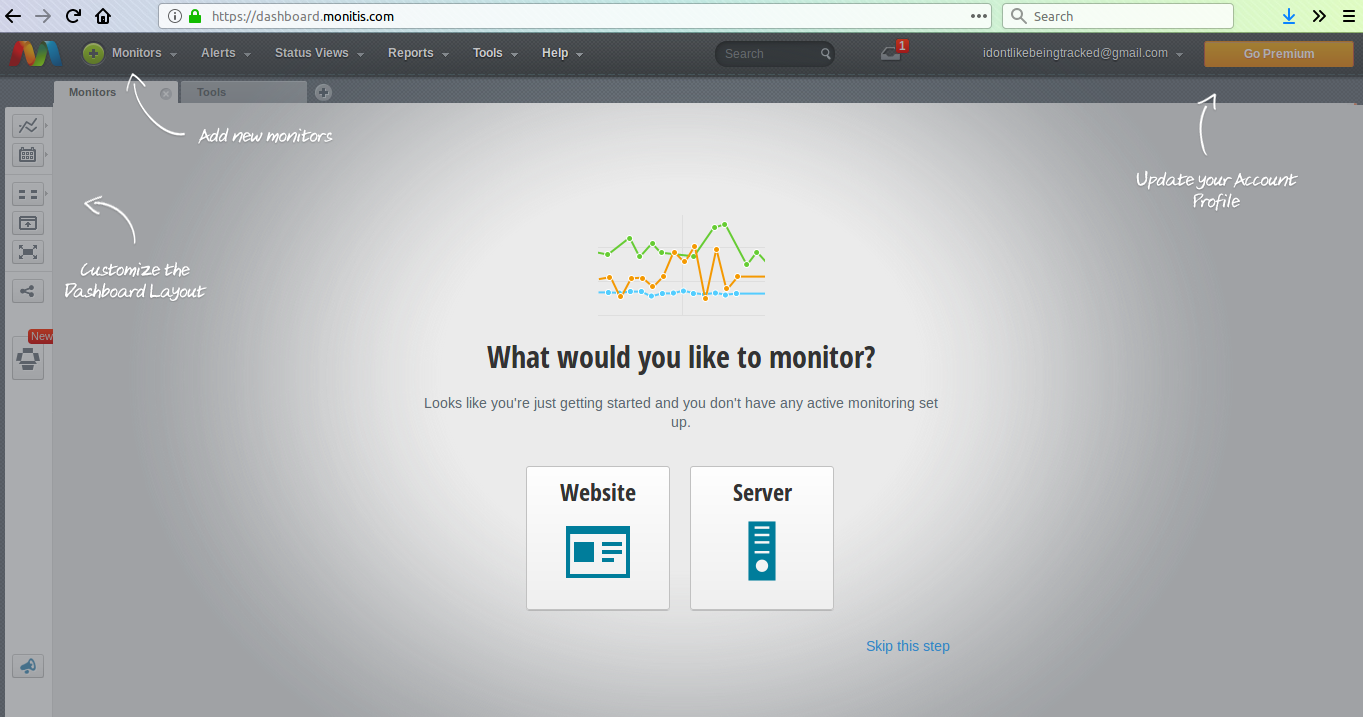 https://dashboard.monitis.com
Search
Monitors
Alerts
Status Views
Reports
Tools
Help
Search
1
idontlikebeingtracked@gmail.com
Go Premium
Monitors
Tools
Add new monitors
Update your Account
Profile
Customize the
Dashboard Layout
New
What would you like to monitor?
Looks like you're just getting started and you don't have any active monitoring set
up.
Website
Server
Skip this step